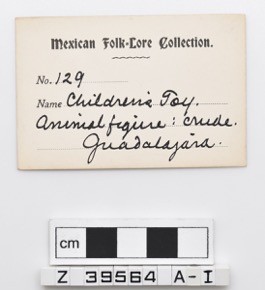 Mexican Folk-Lore Collection.
No. 129
Name Children's Toy.
Animal figure: crude.
Guadalajara.
cm
Z 39564 A-I